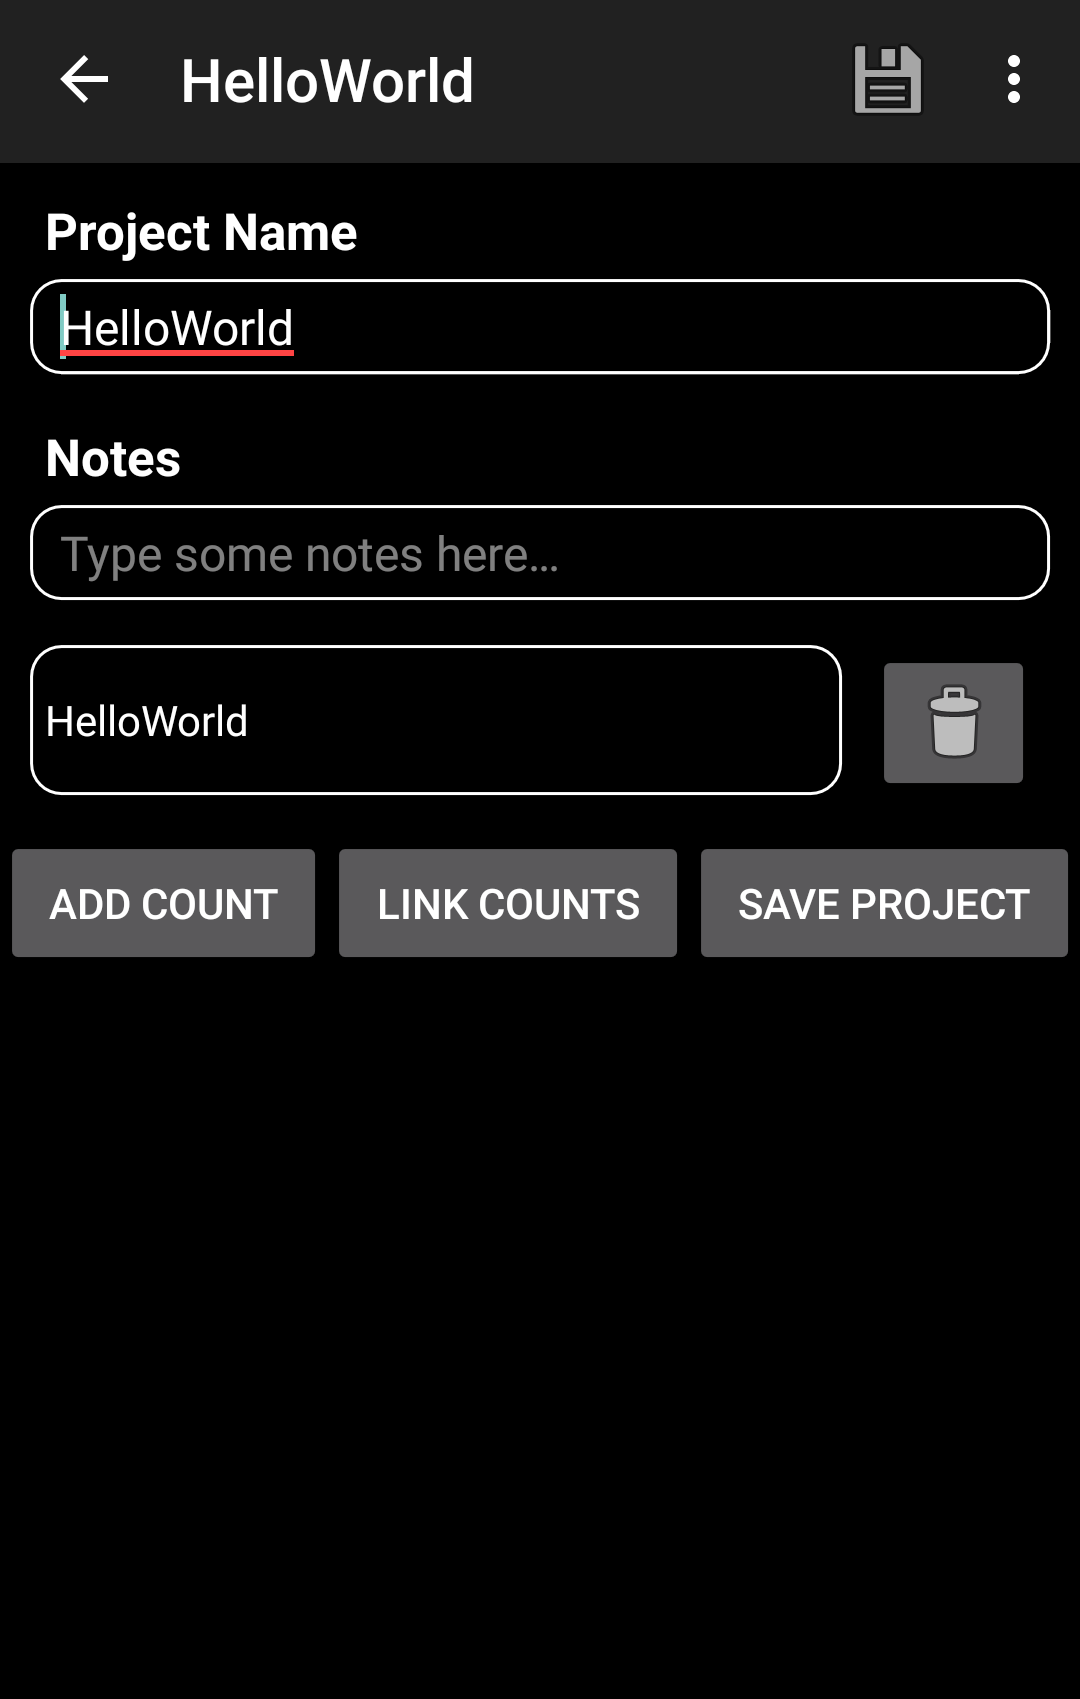 HelloWorld
Project Name
HelloWorld
Notes
Type some notes here...
HelloWorld
ADD COUNT LINK COUNTS SAVE PROJECT